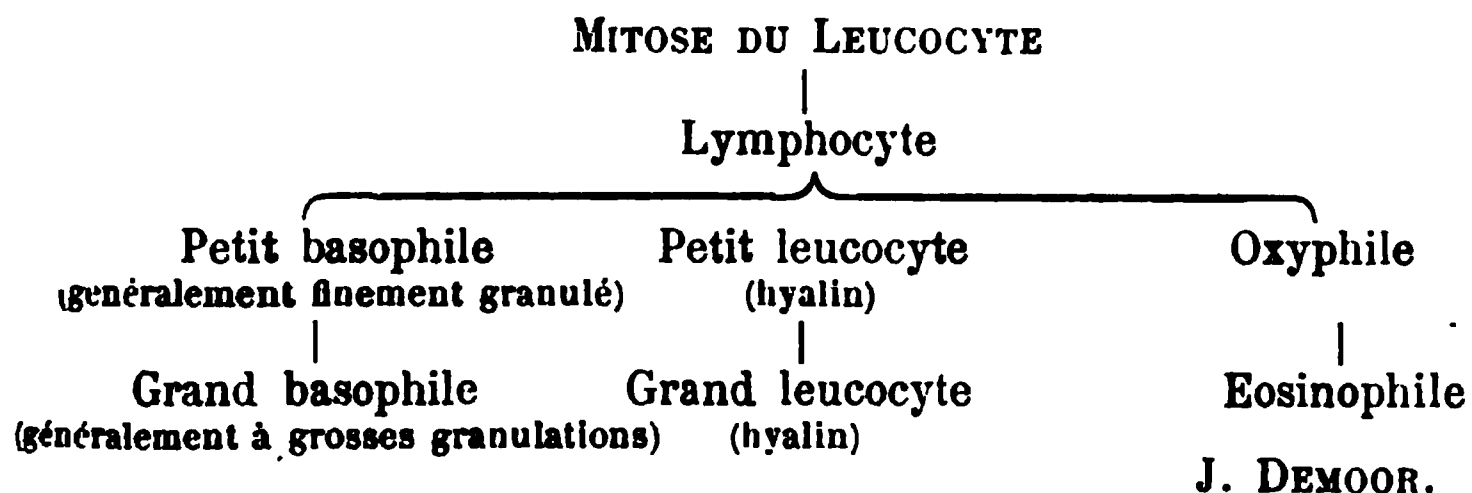 MITOSE DU LEUCOCYTE
Lymphocyte
Petit basophile Petit leucocyte Oxyphile
(generalement finement granulé) (hyalin)
Grand basophile Grand leucocyte Eosinophile
(généralement à grosses granulations) (hyalin)
J. DEMOOR.